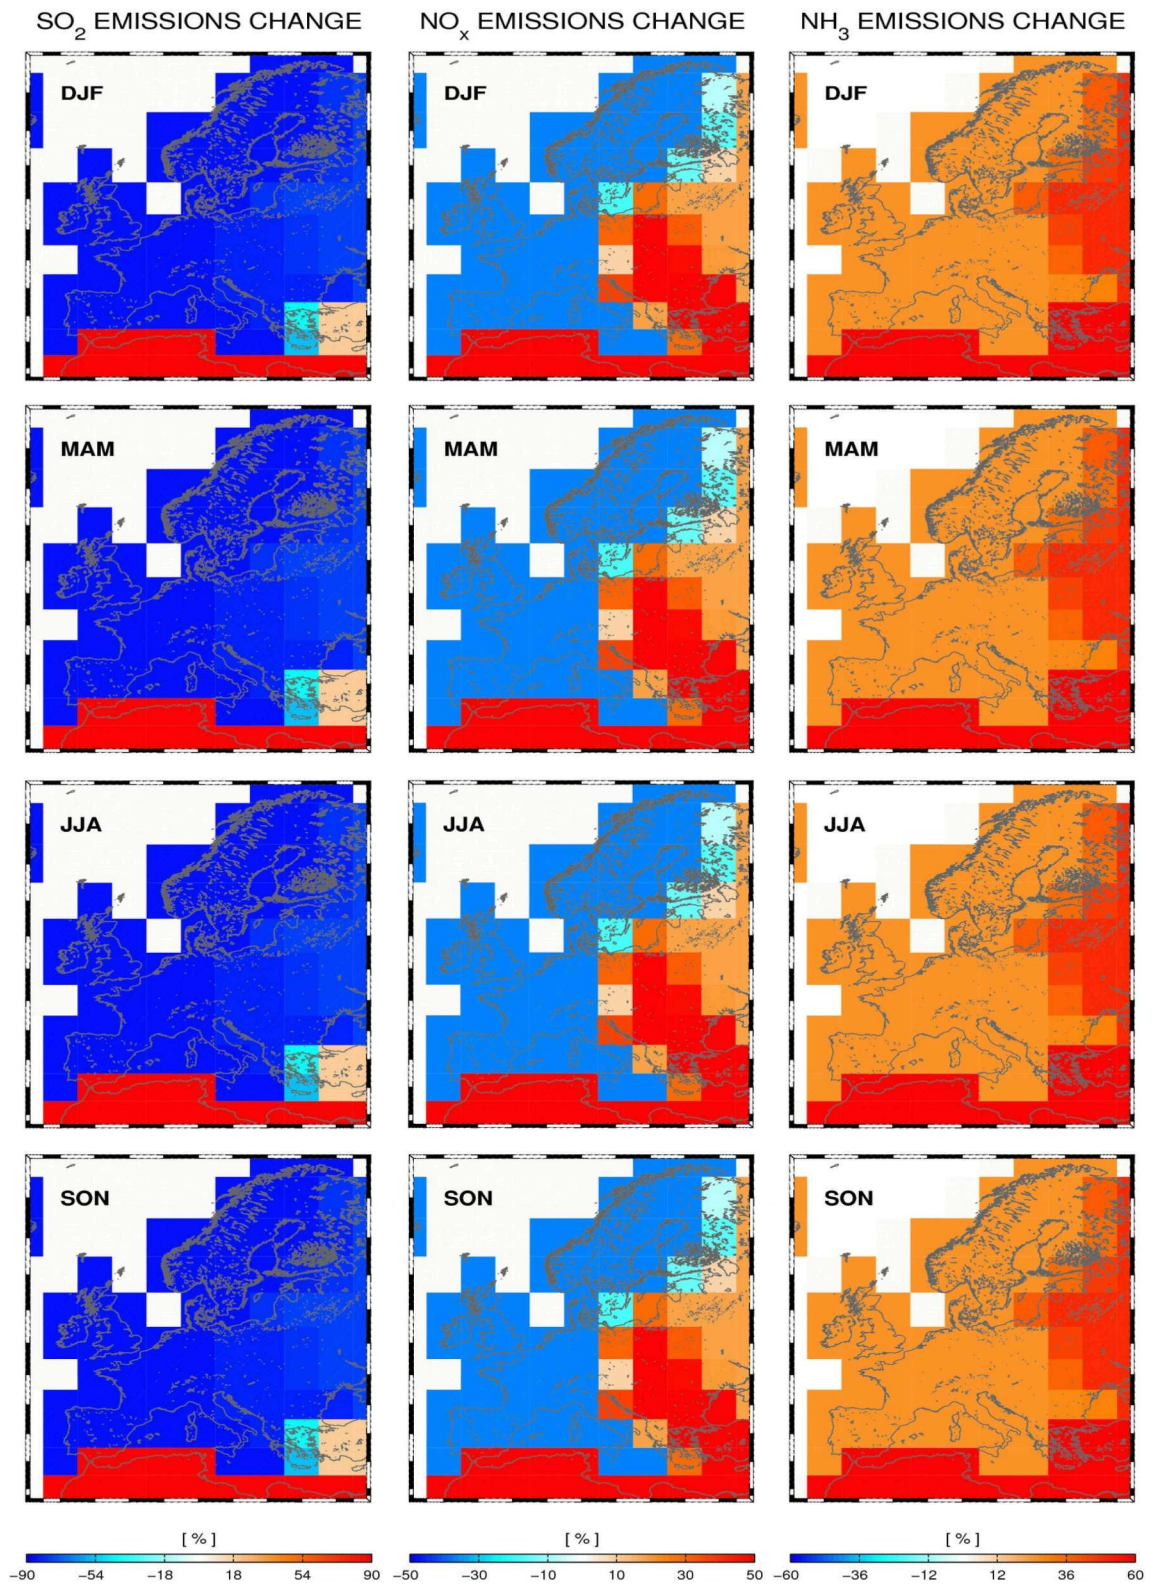 SO2 EMISSIONS CHANGE NOx EMISSIONS CHANGE NH3 EMISSIONS CHANGE
DJF DJF DJF
MAM MAM MAM
JJA JJA JJA
SON SON SON
[ % ] [ % ] [ % ]
−90 −54 −18 18 54 90 −50 −30 −10 10 30 50 −60 −36 −12 12 36 60